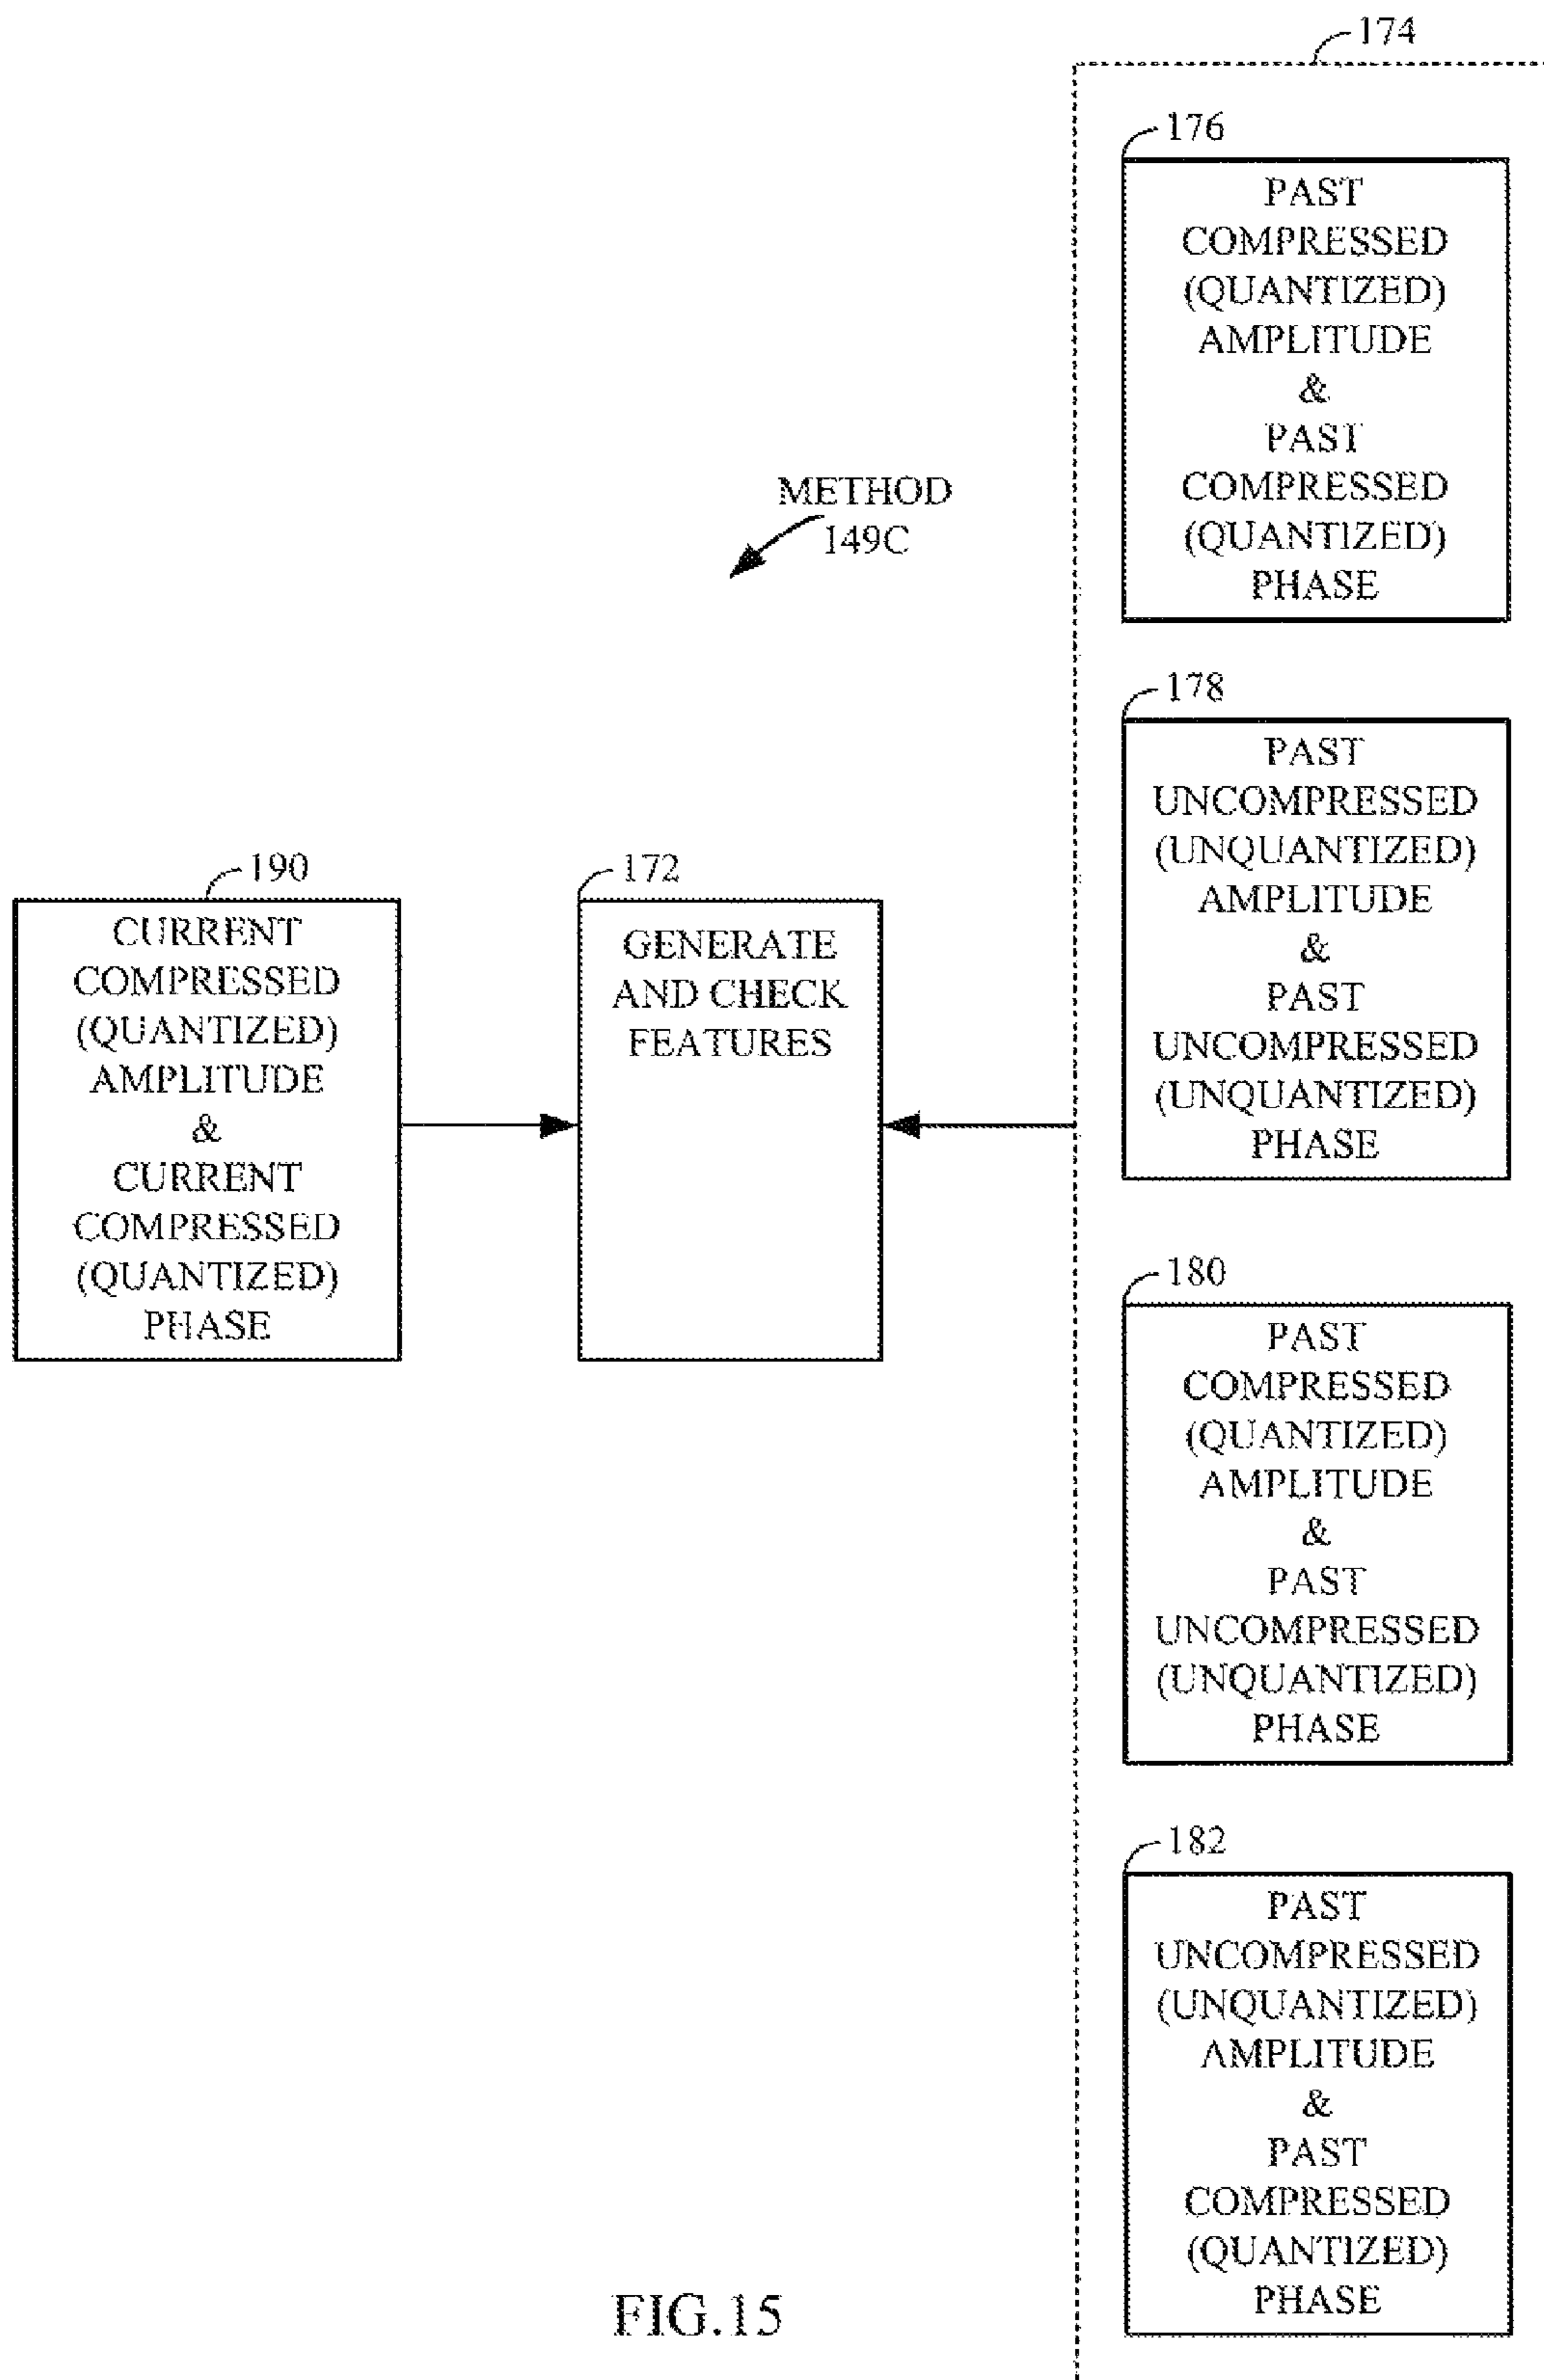 174
176
PAST
COMPRESSED
(QUANTIZED)
AMPLITUDE
&
PAST
COMPRESSED
(QUANTIZED)
PHASE
METHOD
149C
178
PAST
UNCOMPRESSED
(UNQUANTIZED)
AMPLITUDE
&
PAST
UNCOMPRESSED
(UNQUANTIZED)
PHASE
190
CURRENT
COMPRESSED
(QUANTIZED)
AMPLITUDE
&
CURRENT
COMPRESSED
(QUANTIZED)
PHASE
172
GENERATE
AND CHECK
FEATURES
180
PAST
COMPRESSED
(QUANTIZED)
AMPLITUDE
&
PAST
UNCOMPRESSED
(UNQUANTIZED)
PHASE
182
PAST
UNCOMPRESSED
(UNQUANTIZED)
AMPLITUDE
&
PAST
COMPRESSED
(QUANTIZED)
PHASE
FIG.15